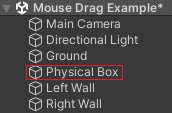 Mouse Drag Example*
Main Camera
Directional Light
Ground
Physical Box
Left Wall
Right Wall